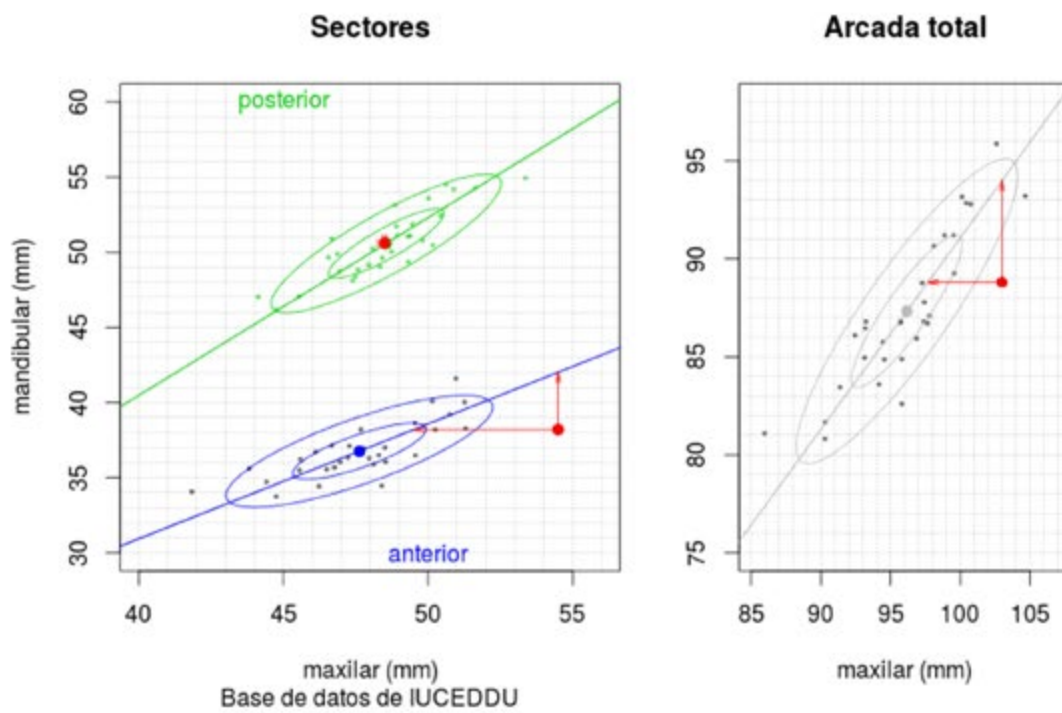 Sectores
posterior
anterior
mandibular (mm)
60
55
50
45
40
35
30
40 45 50 55
maxilar (mm)
Base de datos de IUCEDDU
Arcada total
95
90
85
80
75
85 90 95 100 105
maxilar (mm)